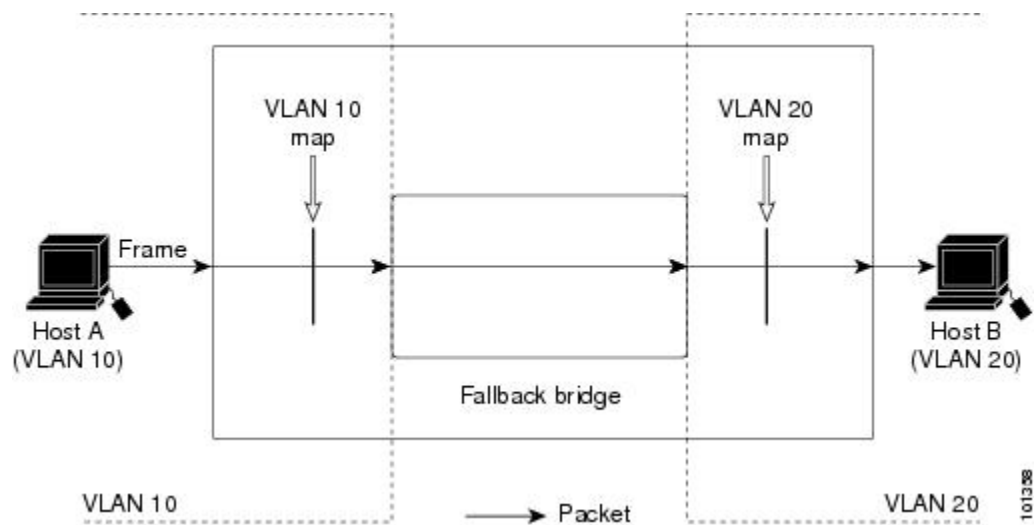 VLAN 10
map
VLAN 20
map
Frame
Host A
(VLAN 10)
Host B
(VLAN 20)
Fallback bridge
VLAN 10
Packet
VLAN 20
191358